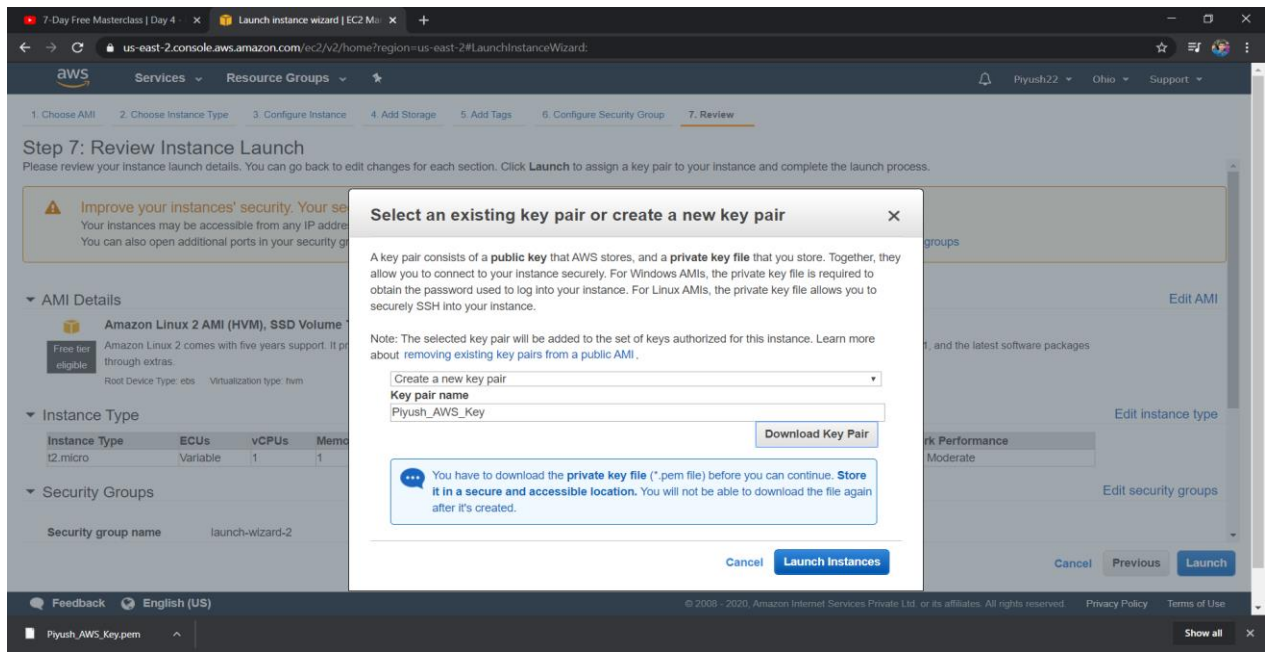 7-Day Free Masterclass | Day 4 -
Launch instance wizard | EC2 Ma
us-east-2.console.aws.amazon.com/ec2/v2/home?region=us-east-2#LaunchInstanceWizard:
aws Services Resource Groups Piyush22 Ohio Support
1. Choose AMI 2. Choose Instance Type 3. Configure Instance 4. Add Storage 5. Add Tags 6. Configure Security Group 7. Review
Step 7: Review Instance Launch
Please review your instance launch details. You can go back to edit changes for each section. Click Launch to assign a key pair to your instance and complete the launch process.
Improve your instances' security. Your se
Your instances may be accessible from any IP addre
You can also open additional ports in your security gr
groups
Select an existing key pair or create a new key pair
A key pair consists of a public key that AWS stores, and a private key file that you store. Together, they
allow you to connect to your instance securely. For Windows AMIs, the private key file is required to
obtain the password used to log into your instance. For Linux AMIs, the private key file allows you to
securely SSH into your instance.
Note: The selected key pair will be added to the set of keys authorized for this instance. Learn more
about removing existing key pairs from a public AMI.
Create a new key pair
Key pair name
Piyush_AWS_Key
Download Key Pair
You have to download the private key file (*.pem file) before you can continue. Store
it in a secure and accessible location. You will not be able to download the file again
after it's created.
Cancel Launch Instances
AMI Details Edit AMI
Amazon Linux 2 AMI (HVM), SSD Volume
Free tier
eligible
Amazon Linux 2 comes with five years support. It pr
1, and the latest software packages
through extras.
Root Device Type: ebs Virtualization type: hvm
Instance Type Edit instance type
Instance Type ECUs vCPUs Memo rk Performance
t2.micro Variable 1 1 Moderate
Security Groups Edit security groups
Security group name launch-wizard-2
Cancel Previous Launch
Feedback English (US) © 2008 - 2020, Amazon Internet Services Private Ltd. or its affiliates. All rights reserved. Privacy Policy Terms of Use
Piyush_AWS_Key.pem Show all